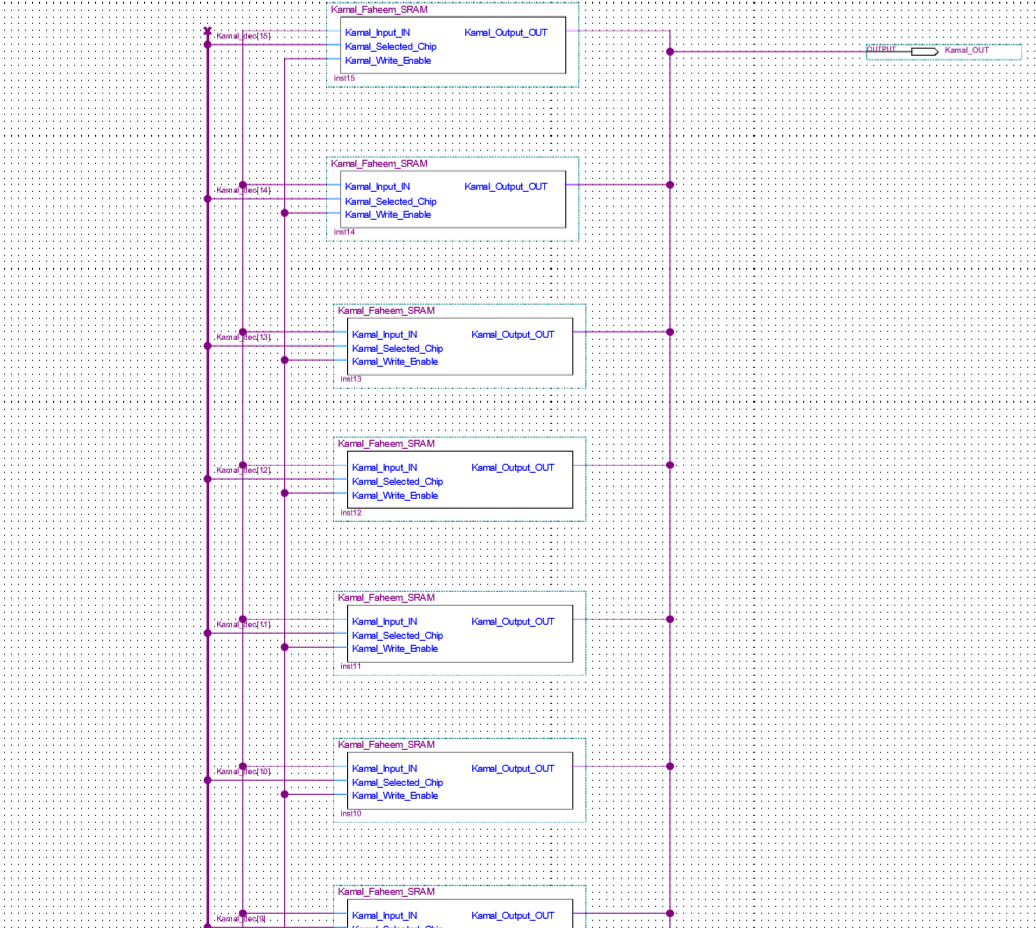 Kamal_Faheem_SRAM
Kamal_dec[15]
Kamal_Input_IN Kamal_Output_OUT
Kamal_Selected_Chip
Kamal_Write_Enable
inst15
OUTPUT Kamal_OUT
Kamal_Faheem_SRAM
Kamal_dec[14]
Kamal_Input_IN Kamal_Output_OUT
Kamal_Selected_Chip
Kamal_Write_Enable
inst14
Kamal_Faheem_SRAM
Kamal_dec[13]
Kamal_Input_IN Kamal_Output_OUT
Kamal_Selected_Chip
Kamal_Write_Enable
inst13
Kamal_Faheem_SRAM
Kamal_dec[12]
Kamal_Input_IN Kamal_Output_OUT
Kamal_Selected_Chip
Kamal_Write_Enable
inst12
Kamal_Faheem_SRAM
Kamal_dec[11]
Kamal_Input_IN Kamal_Output_OUT
Kamal_Selected_Chip
Kamal_Write_Enable
inst11
Kamal_Faheem_SRAM
Kamal_dec[10]
Kamal_Input_IN Kamal_Output_OUT
Kamal_Selected_Chip
Kamal_Write_Enable
inst10
Kamal_Faheem_SRAM
Kamal_dec[9]
Kamal_Input_IN Kamal_Output_OUT